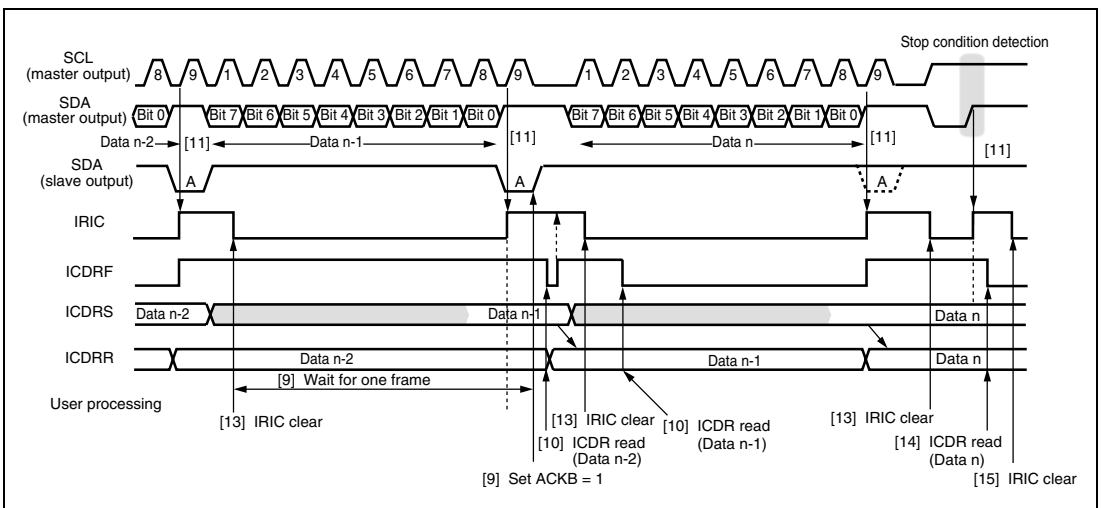 Stop condition detection
SCL
(master output)
8 9 1 2 3 4 5 6 7 8 9 1 2 3 4 5 6 7 8 9
SDA
(master output)
Bit 0 Bit 7 Bit 6 Bit 5 Bit 4 Bit 3 Bit 2 Bit 1 Bit 0 Bit 7 Bit 6 Bit 5 Bit 4 Bit 3 Bit 2 Bit 1 Bit 0
Data n-2 [11] Data n-1 [11] Data n [11] [11]
SDA
(slave output)
A A A
IRIC
ICDRF
ICDRS
Data n-2 Data n-1 Data n
ICDRR
Data n-2 Data n-1 Data n
[9] Wait for one frame
User processing
[13] IRIC clear
[13] IRIC clear
[10] ICDR read
(Data n-2)
[10] ICDR read
(Data n-1)
[13] IRIC clear
[14] ICDR read
(Data n)
[9] Set ACKB = 1
[15] IRIC clear